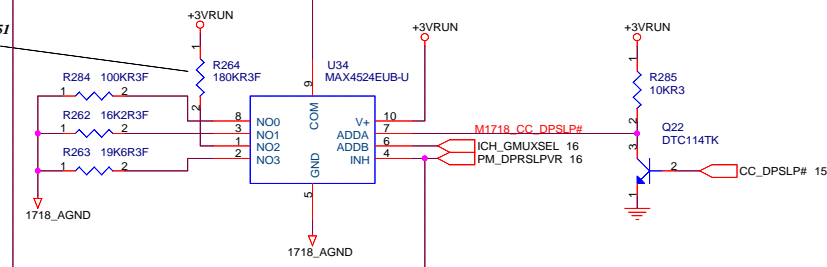 51
+3VRUN
+3VRUN
+3VRUN
1
R264
180KR3F
2
U34
MAX4524EUB-U
1
R285
10KR3
2
R284 100KR3F
1 2
R262 16K2R3F
1 2
R263 19K6R3F
1 2
9
COM
8 NO0
3 NO1
1 NO2
2 NO3
V+ 10
ADDA 7
ADDB 6
INH 4
GND
5
M1718_CC_DPSLP#
ICH_GMUXSEL 16
PM_DPRSLPVR 16
Q22
DTC114TK
3
2
1
CC_DPSLP# 15
1718_AGND
1718_AGND